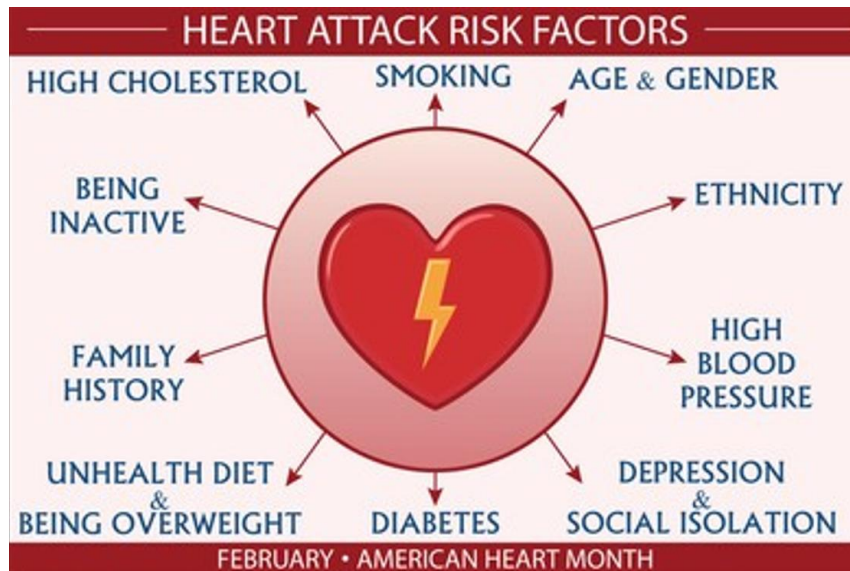 HEART ATTACK RISK FACTORS
HIGH CHOLESTEROL
SMOKING
AGE & GENDER
BEING
INACTIVE
ETHNICITY
FAMILY
HISTORY
HIGH
BLOOD
PRESSURE
UNHEALTH DIET
&
BEING OVERWEIGHT
DIABETES
DEPRESSION
&
SOCIAL ISOLATION
FEBRUARY • AMERICAN HEART MONTH